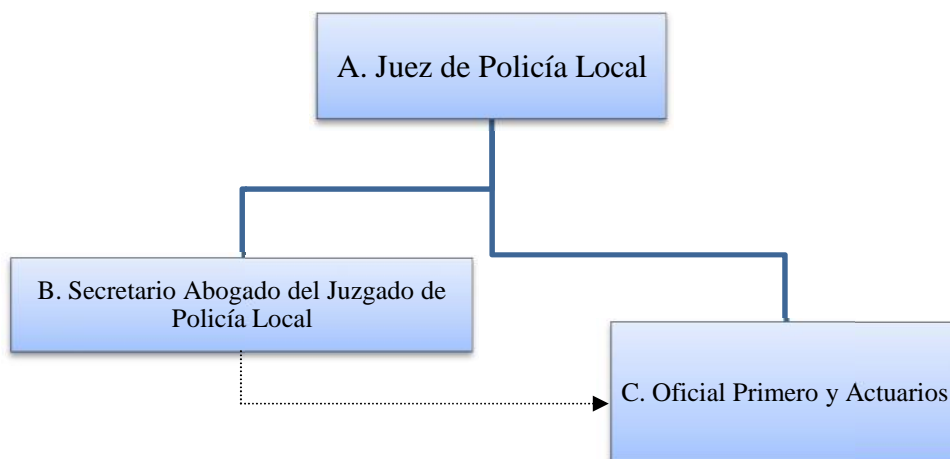 A. Juez de Policía Local
B. Secretario Abogado del Juzgado de
Policía Local
C. Oficial Primero y Actuarios